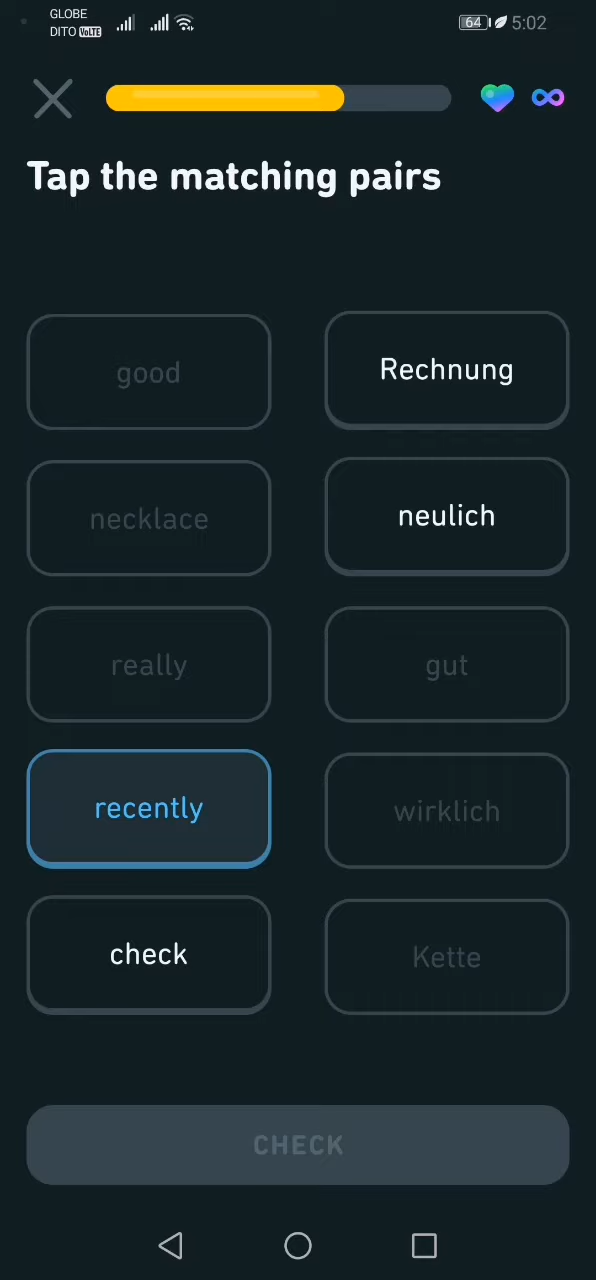 GLOBE
DITO VoLTE
64 5:02
Tap the matching pairs
good Rechnung
necklace neulich
really gut
recently wirklich
check Kette
CHECK